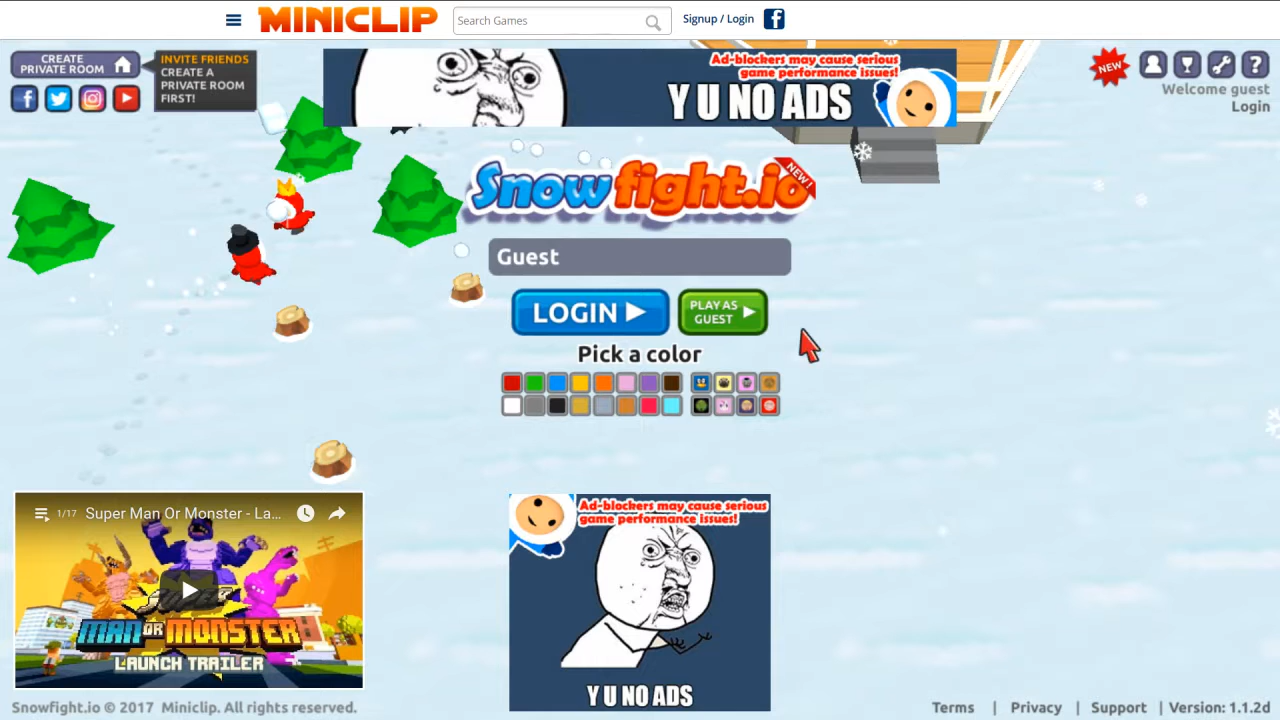 MINICLIP
Search Games
Signup / Login
CREATE
PRIVATE RO
INVITE FRIENDS
CREATE A
PRIVATE ROOM
FIRST!
Ad-blockers may cause serious
game performance issues!
Y U NO ADS
NEW
Welcome guest
Login
Snowfight.io
NEW!
Guest
LOGIN
PLAY AS
GUEST
Pick a color
1/17 Super Man Or Monster - La...
SUPER
MAN OR MONSTER
LAUNCH TRAILER
Ad-blockers may cause serious
game performance issues!
Y U NO ADS
Snowfight.io © 2017 Miniclip. All rights reserved.
Terms | Privacy | Support | Version: 1.1.2d